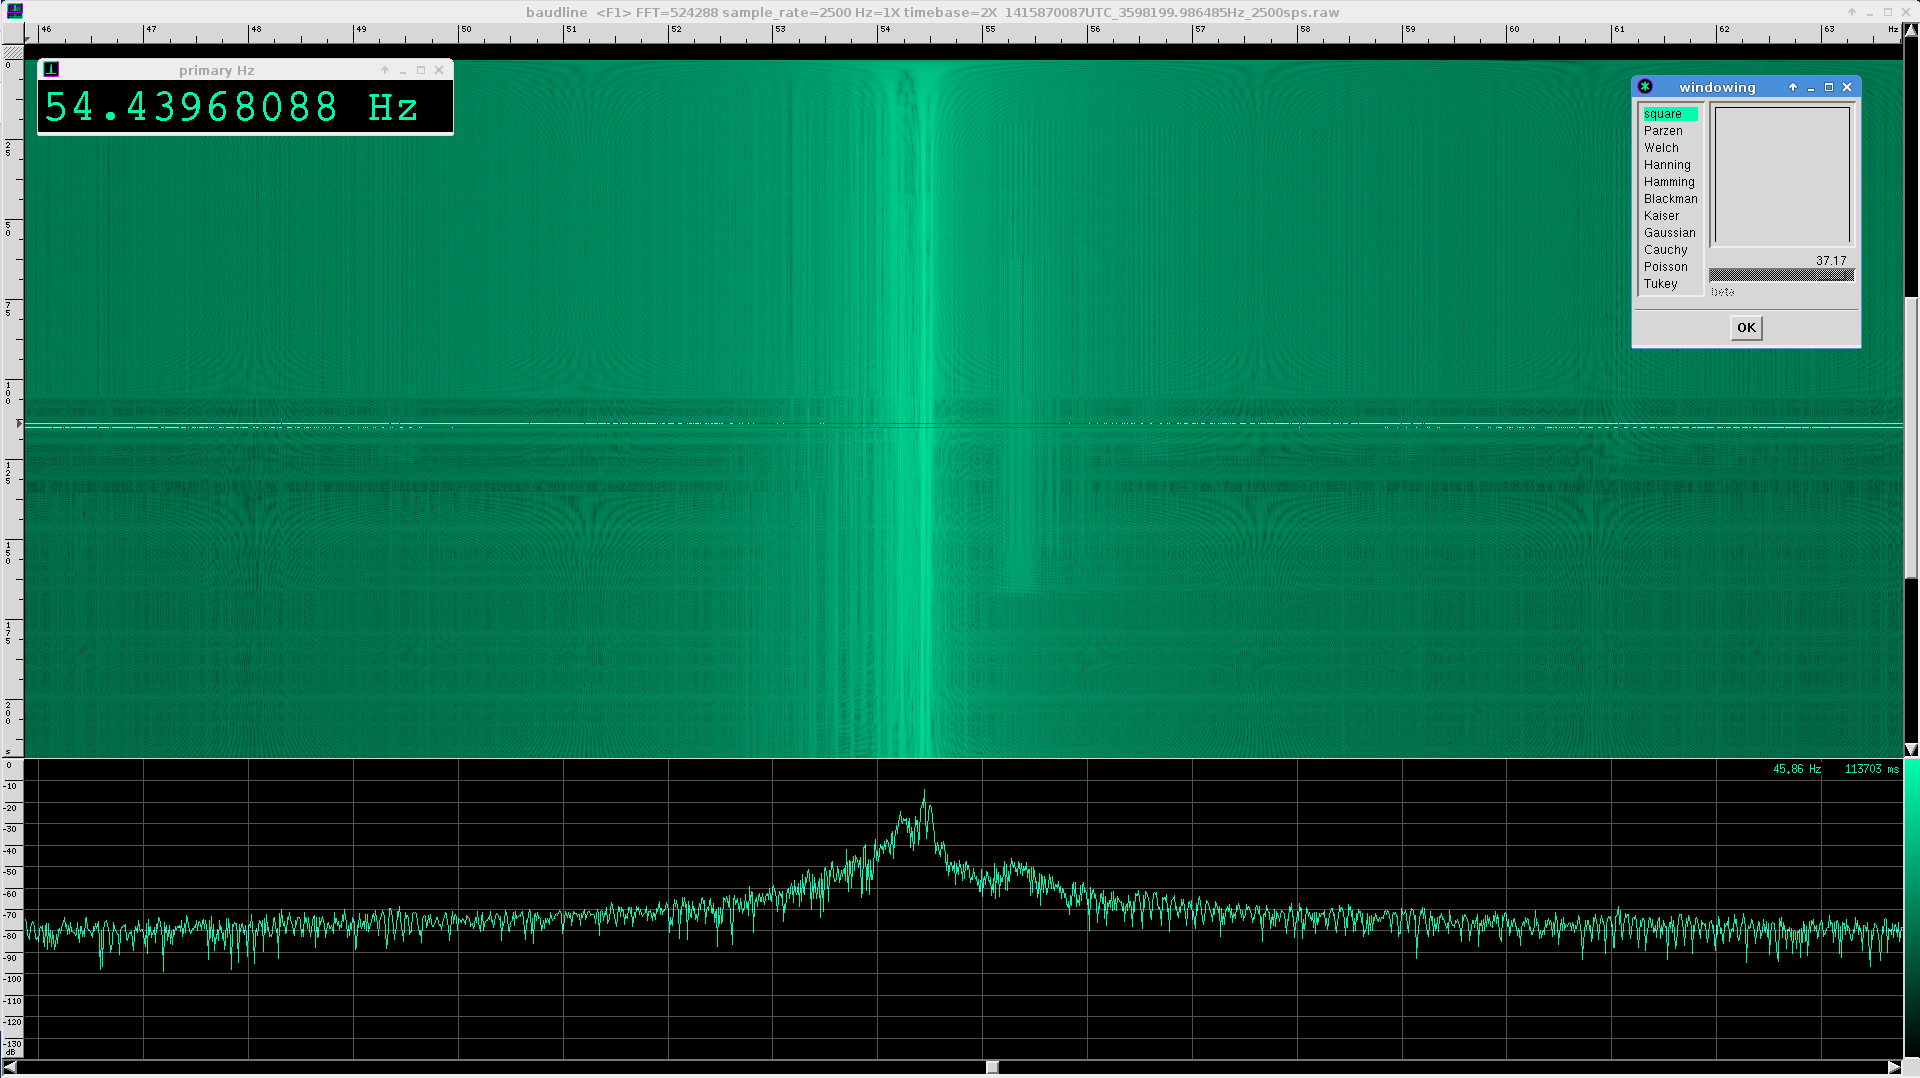 baudline <F1> FFT=524288 sample_rate=2500 Hz=1X timebase=2X 1415870087UTC_3598199.986485Hz_2500sps.raw
46 47 48 49 50 51 52 53 54 55 56 57 58 59 60 61 62 63 Hz
primary Hz
54.43968088 Hz
windowing
square
Parzen
Welch
Hanning
Hamming
Blackman
Kaiser
Gaussian
Cauchy
Poisson
Tukey
37.17
beta
OK
0
25
50
75
100
125
150
175
200
s
45.86 Hz 113703 ms
0
-10
-20
-30
-40
-50
-60
-70
-80
-90
-100
-110
-120
-130
dB